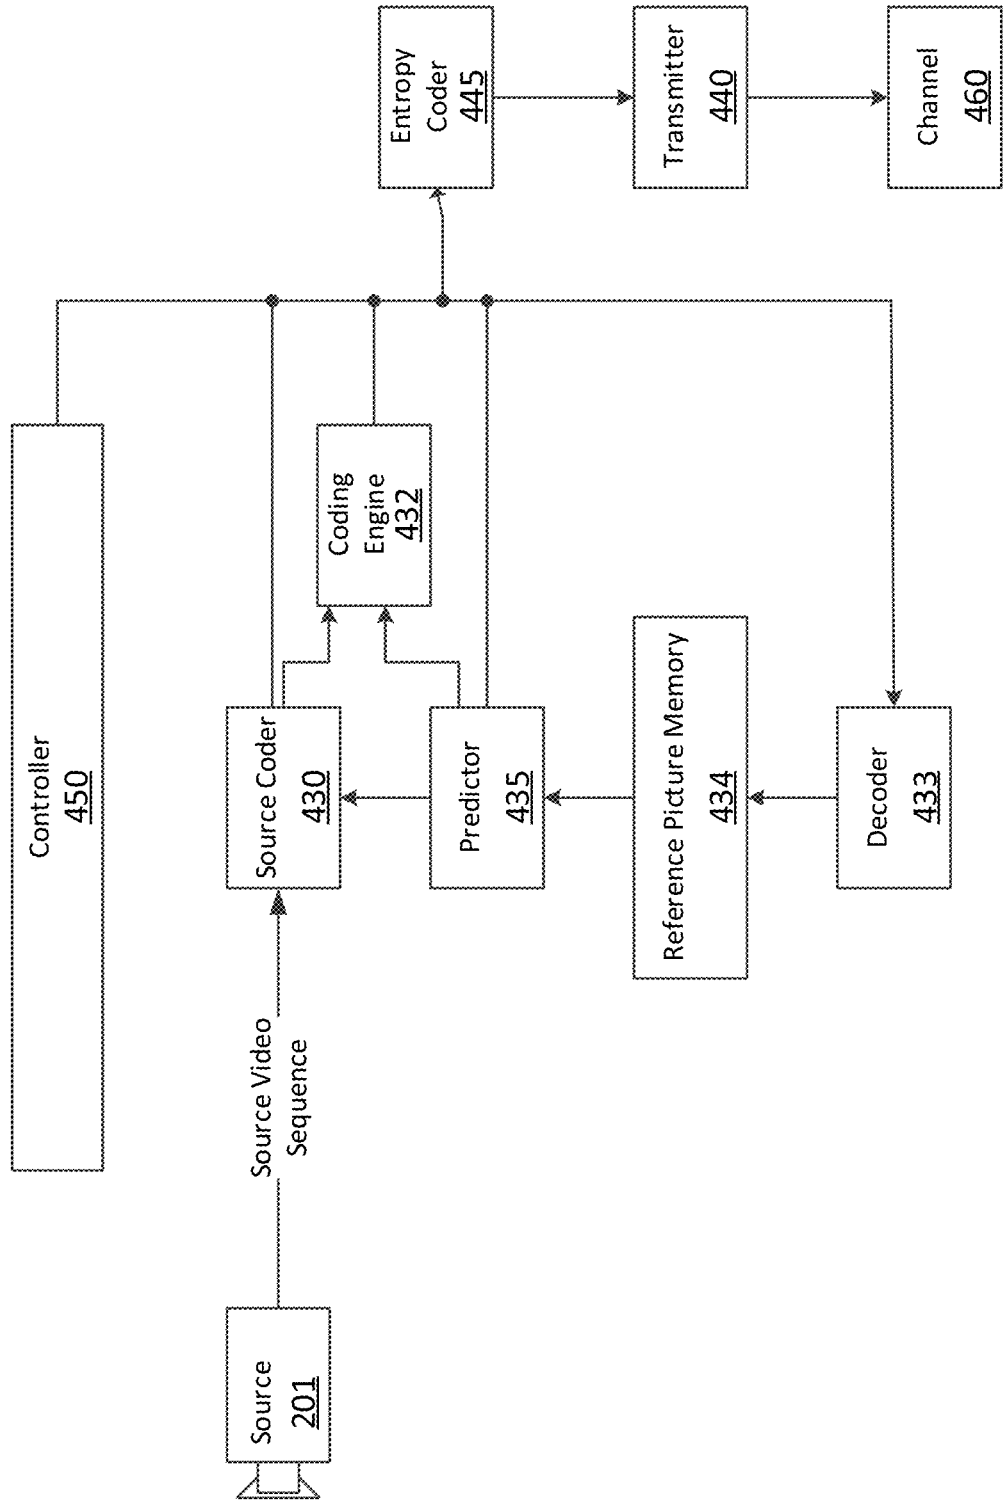 Controller
450
Source
201
Source Video
Sequence
Source Coder
430
Coding
Engine
432
Predictor
435
Reference Picture Memory
434
Decoder
433
Entropy
Coder
445
Transmitter
440
Channel
460